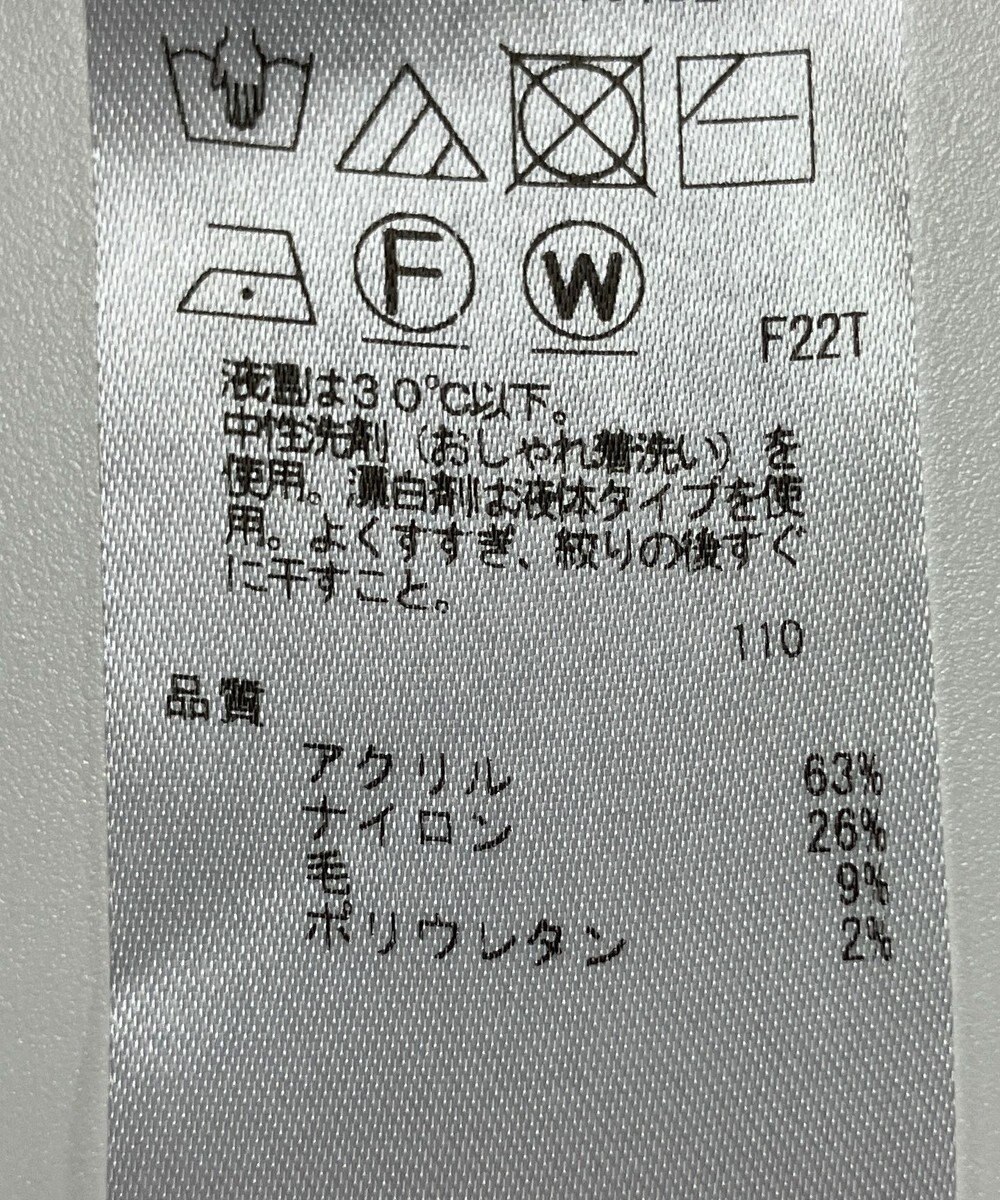 F
W
F22T
液温は30℃以下。
中性洗剤（おしゃれ着洗い）を
使用。漂白剤は液体タイプを使
用。よくすすぎ、絞りの後すぐ
に干すこと。
110
品質
アクリル 63%
ナイロン 26%
毛 9%
ポリウレタン 2%